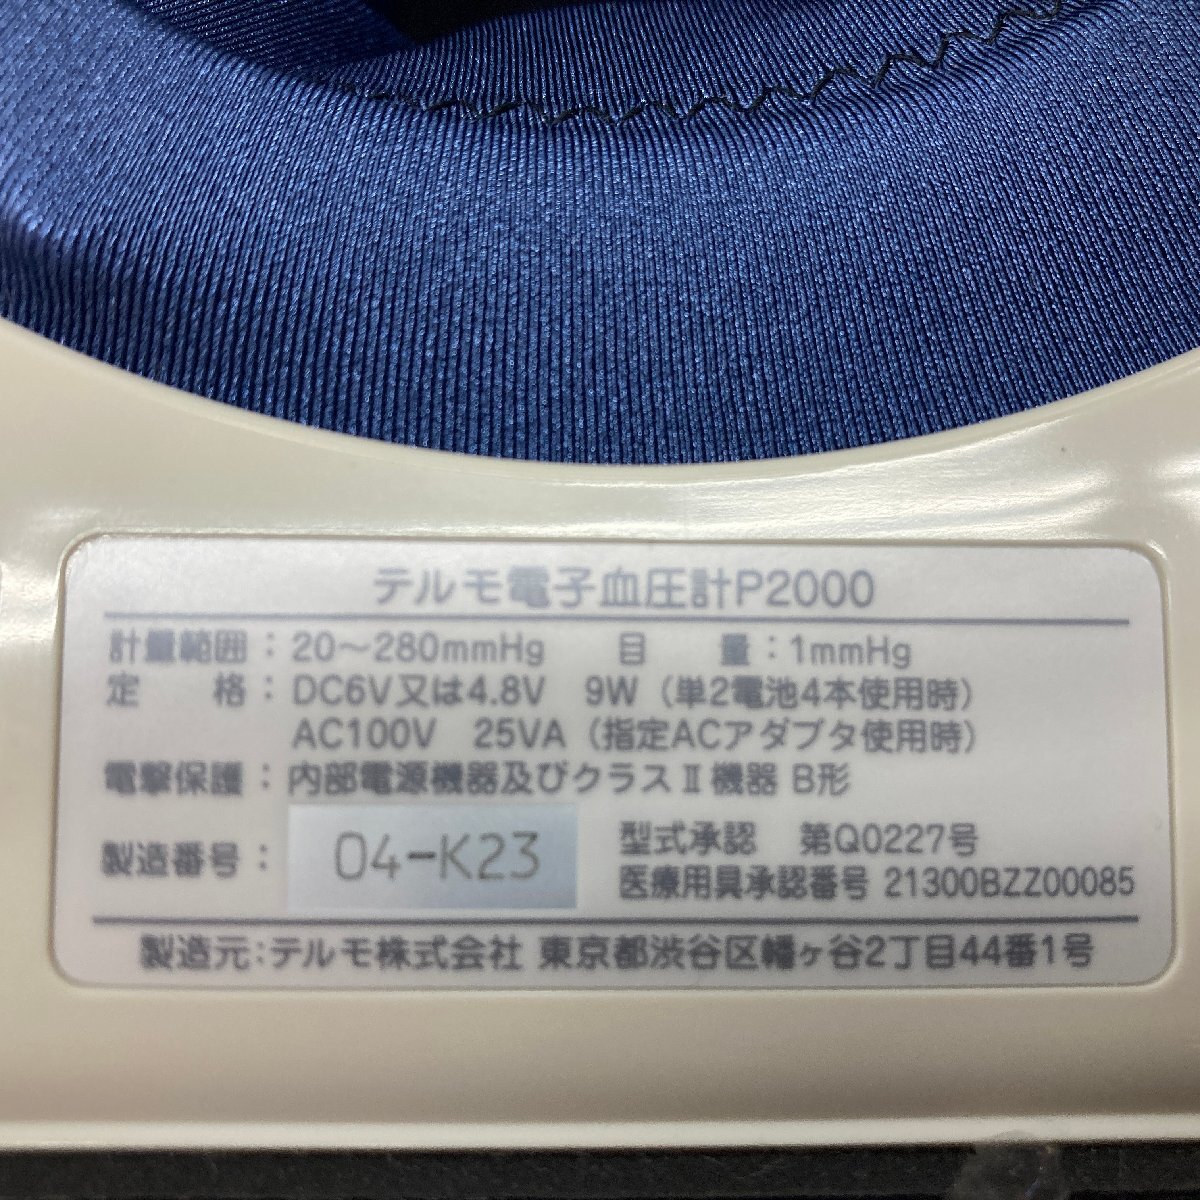 テルモ電子血圧計P2000
計量範囲：20〜280mmHg　目　量：1mmHg
定　格：DC6V又は4.8V　9W（単2電池4本使用時）
AC100V　25VA（指定ACアダプタ使用時）
電撃保護：内部電源機器及びクラスⅡ機器 B形
製造番号：04-K23
型式承認　第Q0227号
医療用具承認番号 21300BZZ00085
製造元：テルモ株式会社 東京都渋谷区幡ヶ谷2丁目44番1号